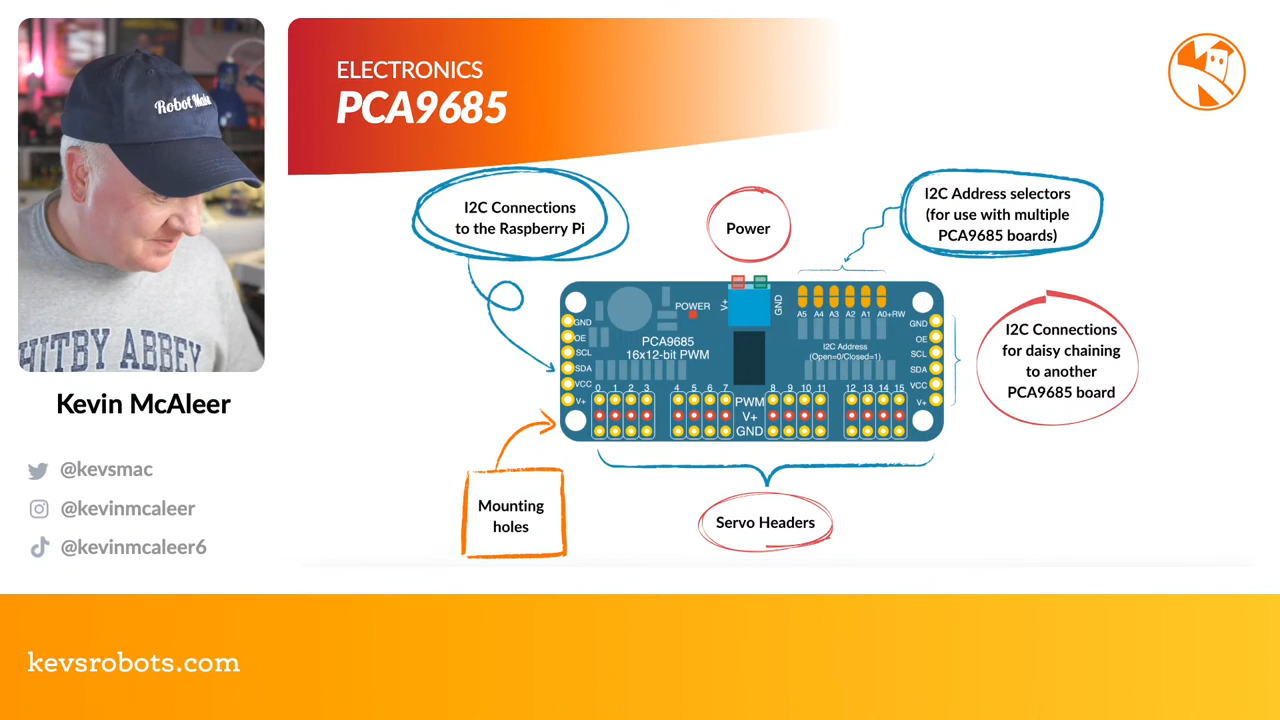 Robot Maker
WHITBY ABBEY
Kevin McAleer
@kevsmac
@kevinmcaleer
@kevinmcaleer6
ELECTRONICS
PCA9685
I2C Connections
to the Raspberry Pi
Power
I2C Address selectors
(for use with multiple
PCA9685 boards)
I2C Connections
for daisy chaining
to another
PCA9685 board
Mounting
holes
Servo Headers
POWER
V+
GND
A5 A4 A3 A2 A1 A0+RW
PCA9685
16x12-bit PWM
I2C Address
(Open=0/Closed=1)
GND
OE
SCL
SDA
VCC
V+
GND
OE
SCL
SDA
VCC
V+
0 1 2 3 4 5 6 7 8 9 10 11 12 13 14 15
PWM
V+
GND
kevsrobots.com